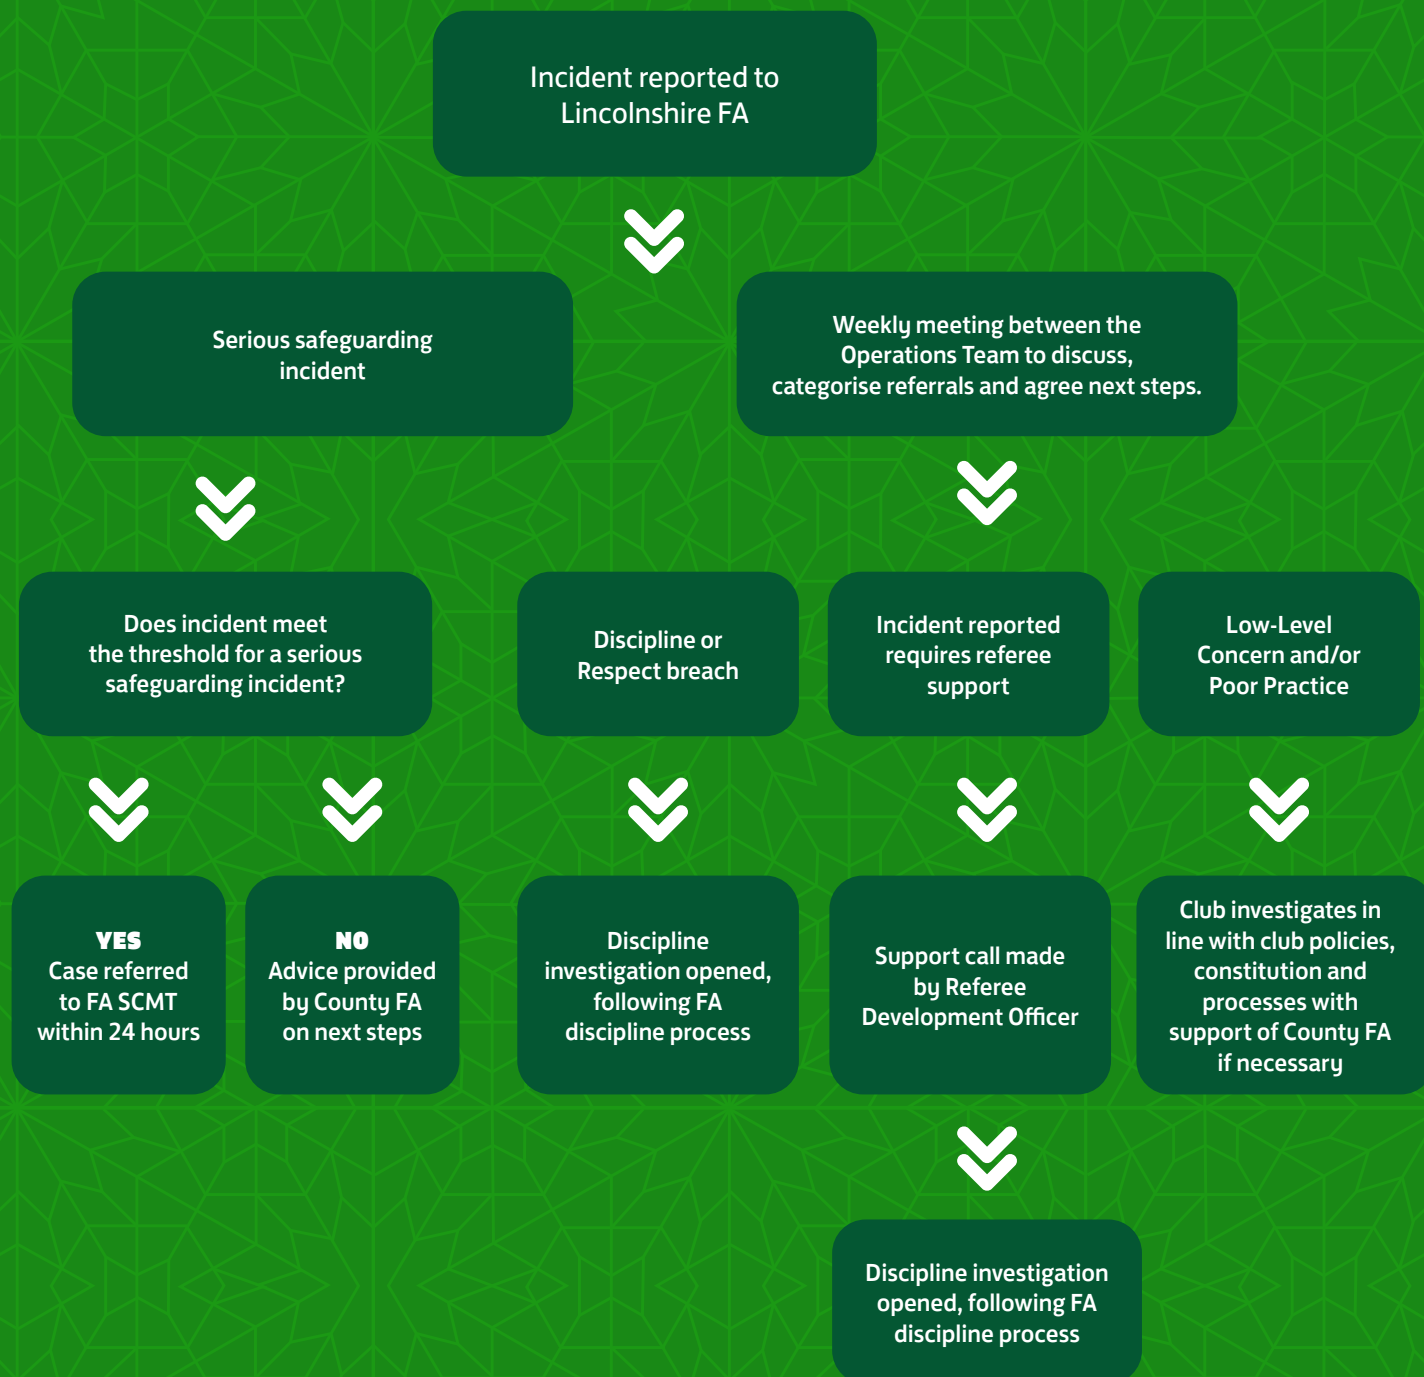 Incident reported to
Lincolnshire FA
Serious safeguarding
incident
Weekly meeting between the
Operations Team to discuss,
categorise referrals and agree next steps.
Does incident meet
the threshold for a serious
safeguarding incident?
Discipline or
Respect breach
Incident reported
requires referee
support
Low-Level
Concern and/or
Poor Practice
YES
Case referred
to FA SCMT
within 24 hours
NO
Advice provided
by County FA
on next steps
Discipline
investigation opened,
following FA
discipline process
Support call made
by Referee
Development Officer
Club investigates in
line with club policies,
constitution and
processes with
support of County FA
if necessary
Discipline investigation
opened, following FA
discipline process